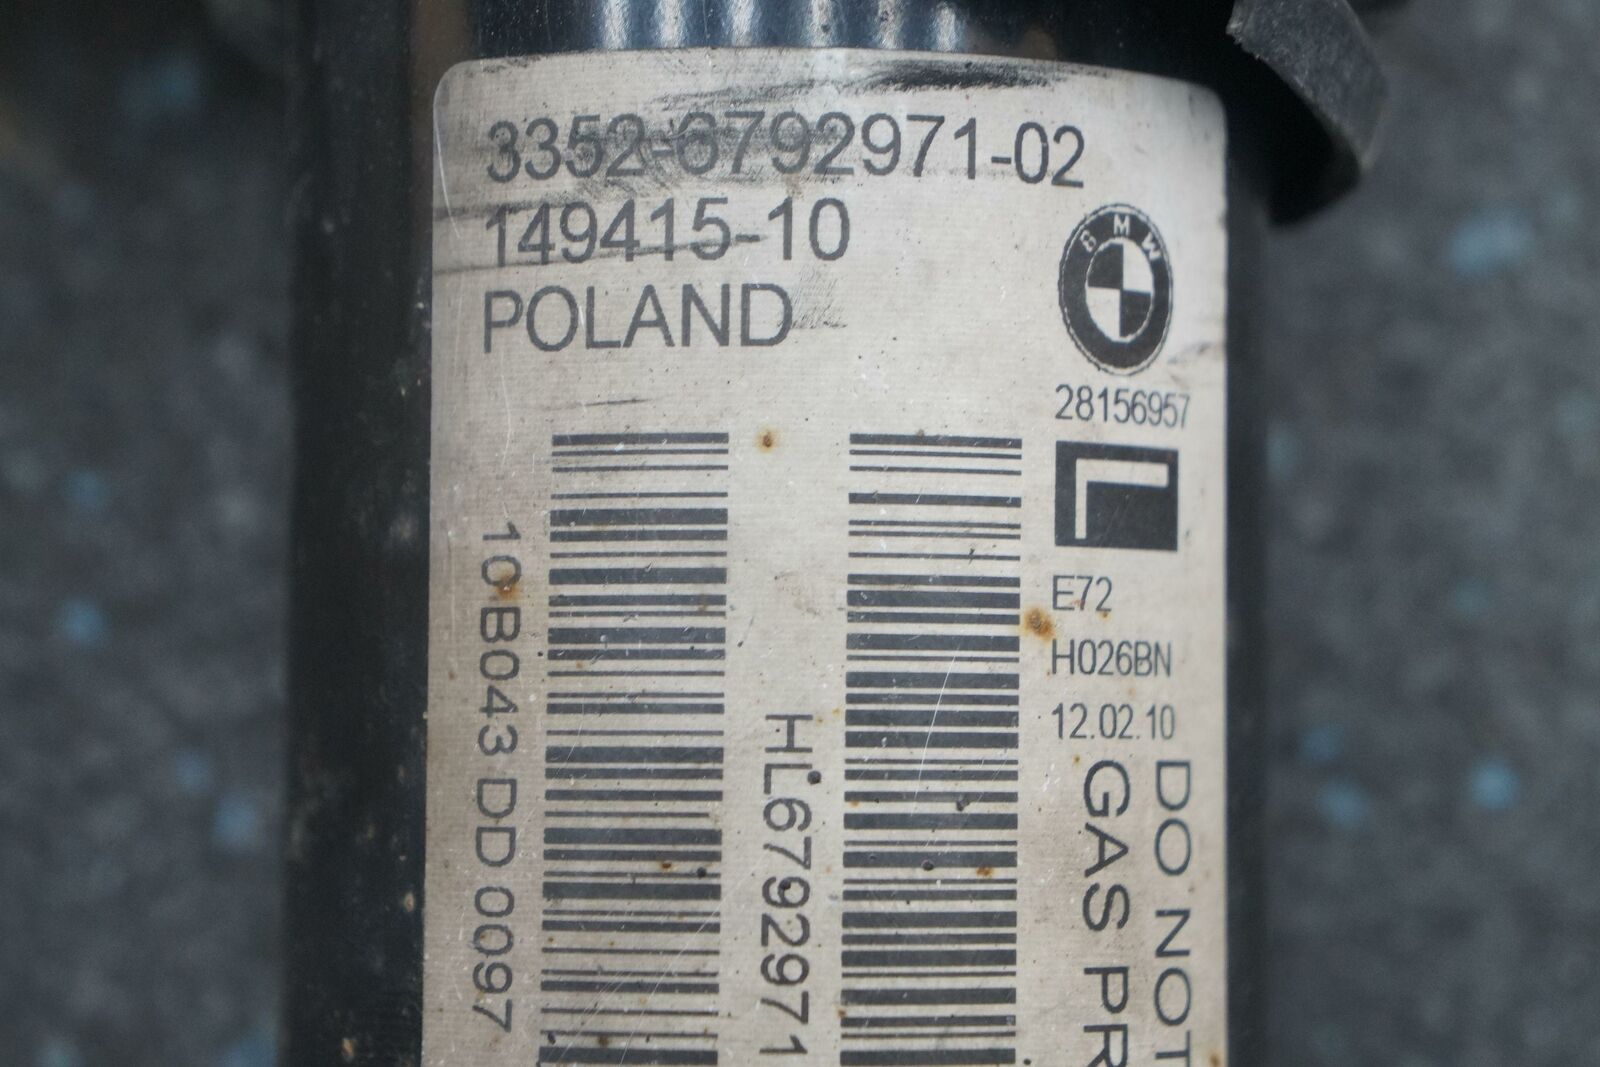 3352-6792971-02
149415-10
POLAND
BMW
28156957
L
E72
H026BN
12.02.10
10B043 DD 0097
HL6792971
GAS PR
DO NOT